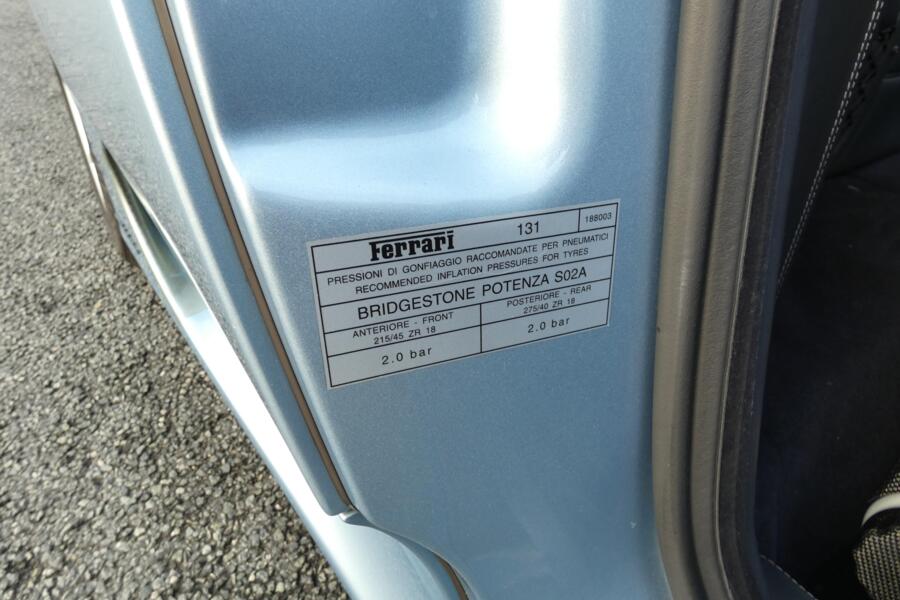 Ferrari 131 188003
PRESSIONI DI GONFIAGGIO RACCOMANDATE PER PNEUMATICI
RECOMMENDED INFLATION PRESSURES FOR TYRES
BRIDGESTONE POTENZA S02A
ANTERIORE - FRONT
215/45 ZR 18
2.0 bar
POSTERIORE - REAR
275/40 ZR 18
2.0 bar